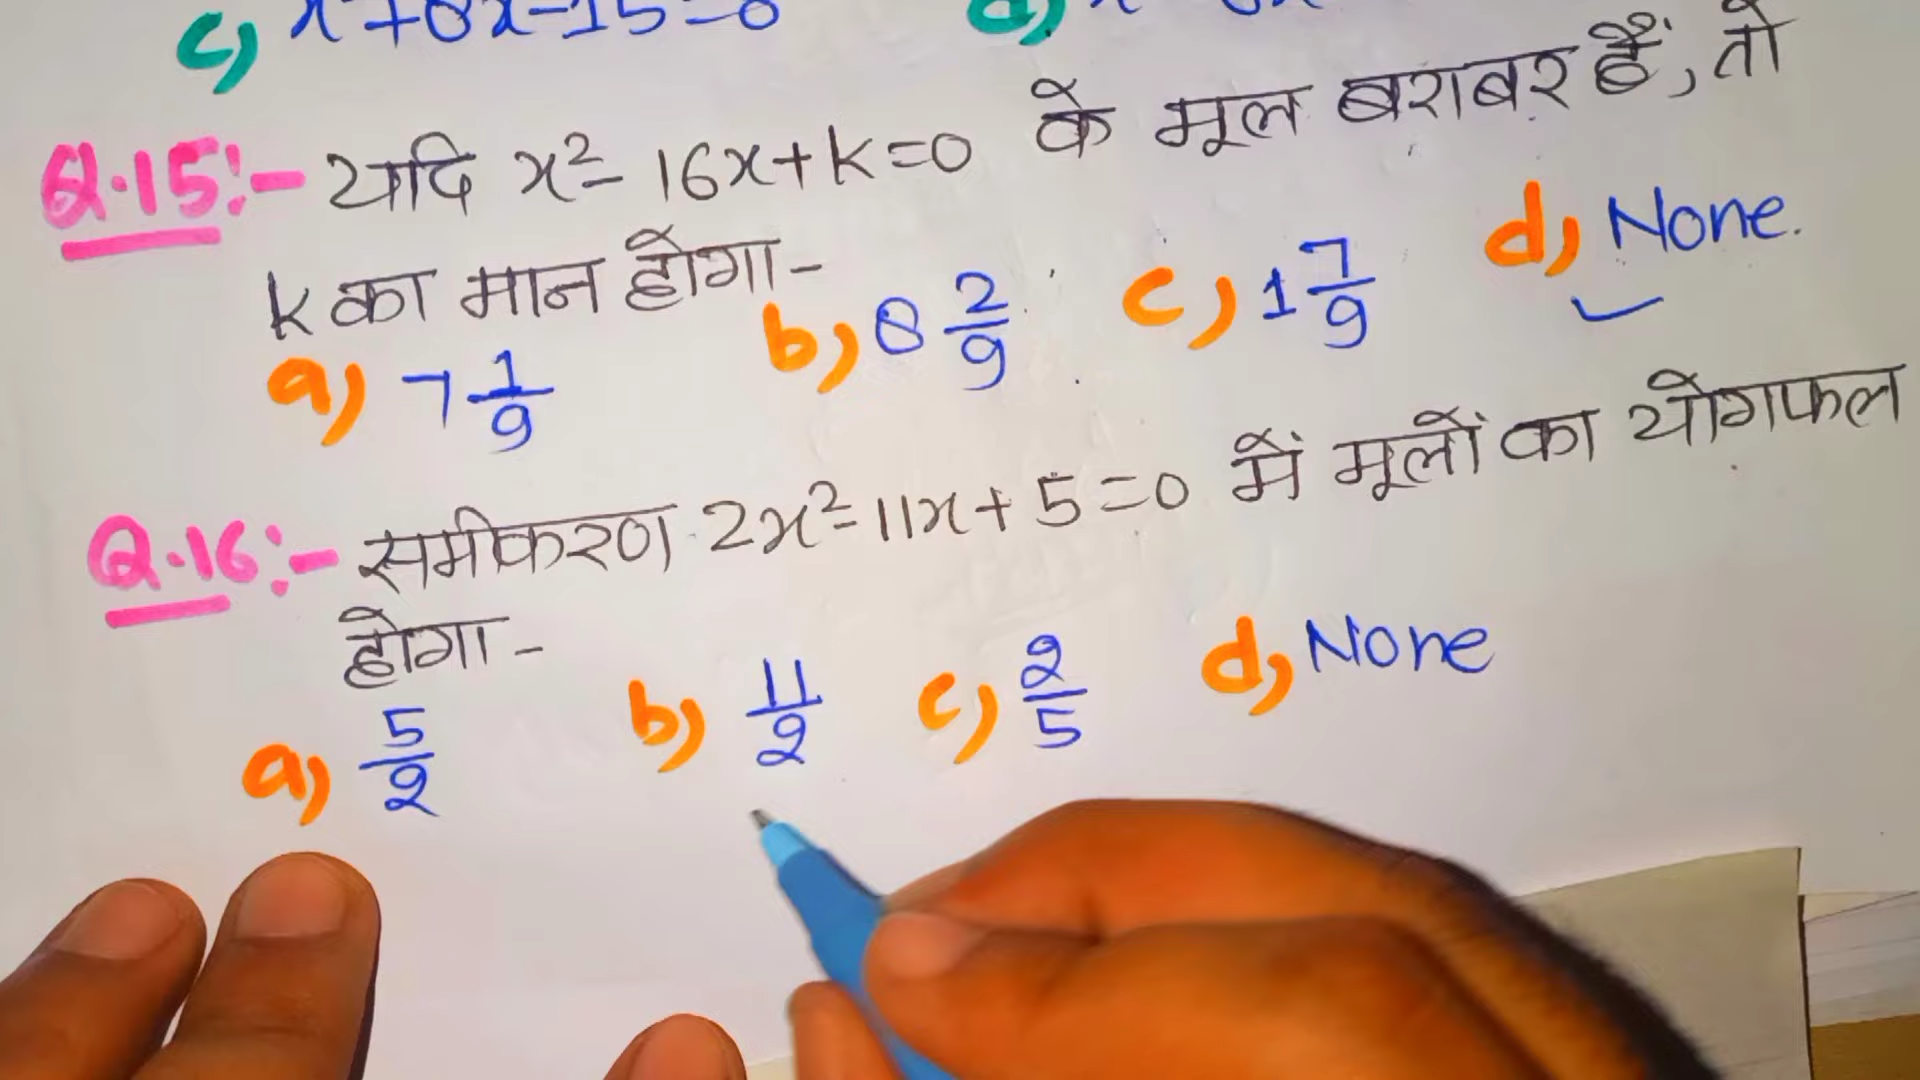 c)
d)
Q.15:- यदि x² - 16x + k = 0 के मूल बराबर हैं, तो
k का मान होगा -
a) 7 1/9 b) 8 2/9 c) 1 7/9 d) None.
Q.16:- समीकरण 2x² - 11x + 5 = 0 में मूलों का योगफल
होगा -
a) 5/2 b) 11/2 c) 2/5 d) None